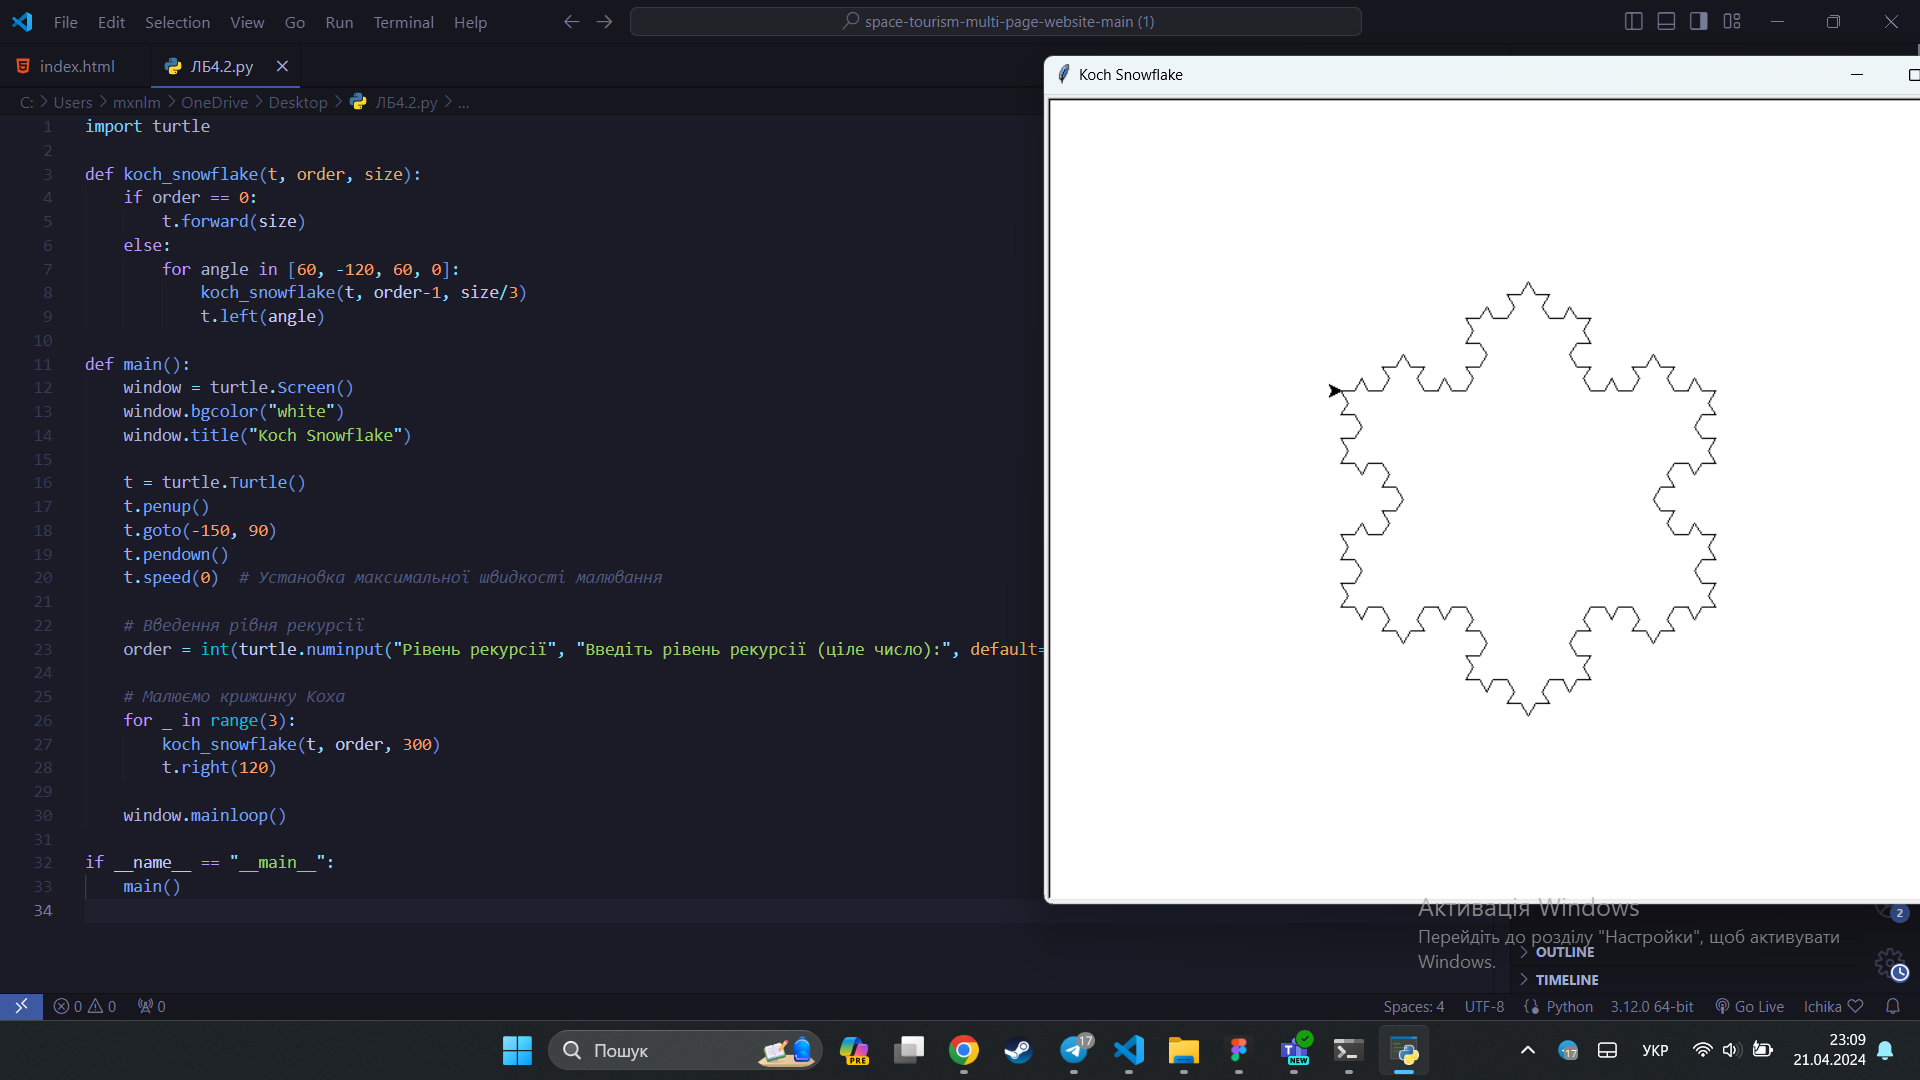 File Edit Selection View Go Run Terminal Help
space-tourism-multi-page-website-main (1)
index.html
ЛБ4.2.py
C: > Users > mxnlm > OneDrive > Desktop > ЛБ4.2.py > ...
1 import turtle
2
3 def koch_snowflake(t, order, size):
4 if order == 0:
5 t.forward(size)
6 else:
7 for angle in [60, -120, 60, 0]:
8 koch_snowflake(t, order-1, size/3)
9 t.left(angle)
10
11 def main():
12 window = turtle.Screen()
13 window.bgcolor("white")
14 window.title("Koch Snowflake")
15
16 t = turtle.Turtle()
17 t.penup()
18 t.goto(-150, 90)
19 t.pendown()
20 t.speed(0) # Установка максимальної швидкості малювання
21
22 # Введення рівня рекурсії
23 order = int(turtle.numinput("Рівень рекурсії", "Введіть рівень рекурсії (ціле число):", default=
24
25 # Малюємо крижинку Коха
26 for _ in range(3):
27 koch_snowflake(t, order, 300)
28 t.right(120)
29
30 window.mainloop()
31
32 if __name__ == "__main__":
33 main()
34
Koch Snowflake
Активація Windows
Перейдіть до розділу "Настройки", щоб активувати
Windows.
OUTLINE
TIMELINE
2
0 0 0
Spaces: 4 UTF-8 Python 3.12.0 64-bit Go Live Ichika
Пошук
PRE
17
NEW
17
УКР
23:09
21.04.2024